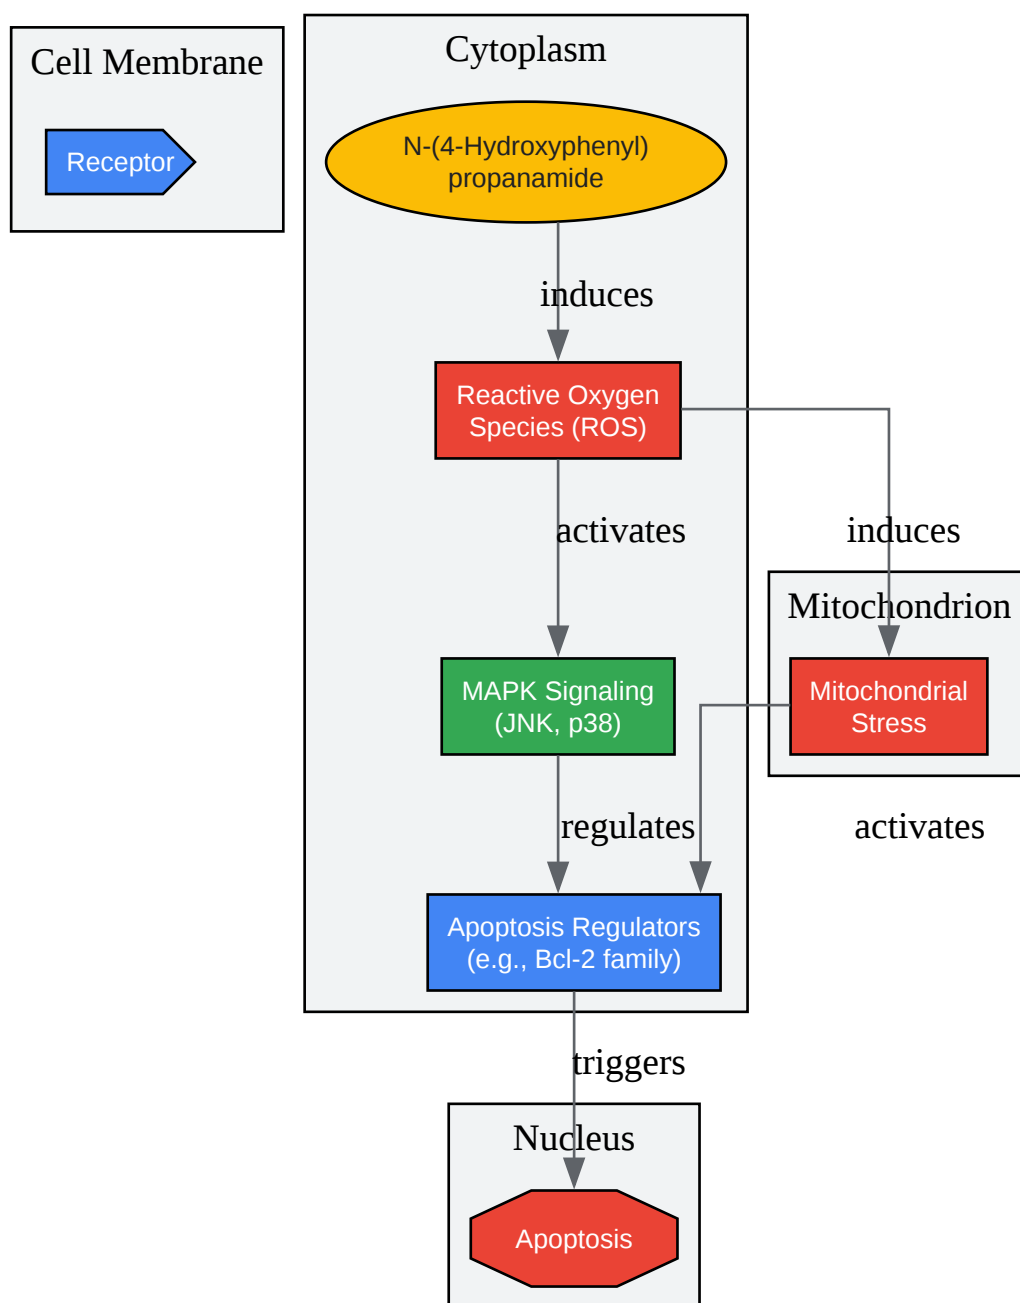 Cell Membrane
Receptor
Cytoplasm
N-(4-Hydroxyphenyl)
propanamide
induces
Reactive Oxygen
Species (ROS)
activates
induces
Mitochondrion
MAPK Signaling
(JNK, p38)
Mitochondrial
Stress
regulates
activates
Apoptosis Regulators
(e.g., Bcl-2 family)
triggers
Nucleus
Apoptosis